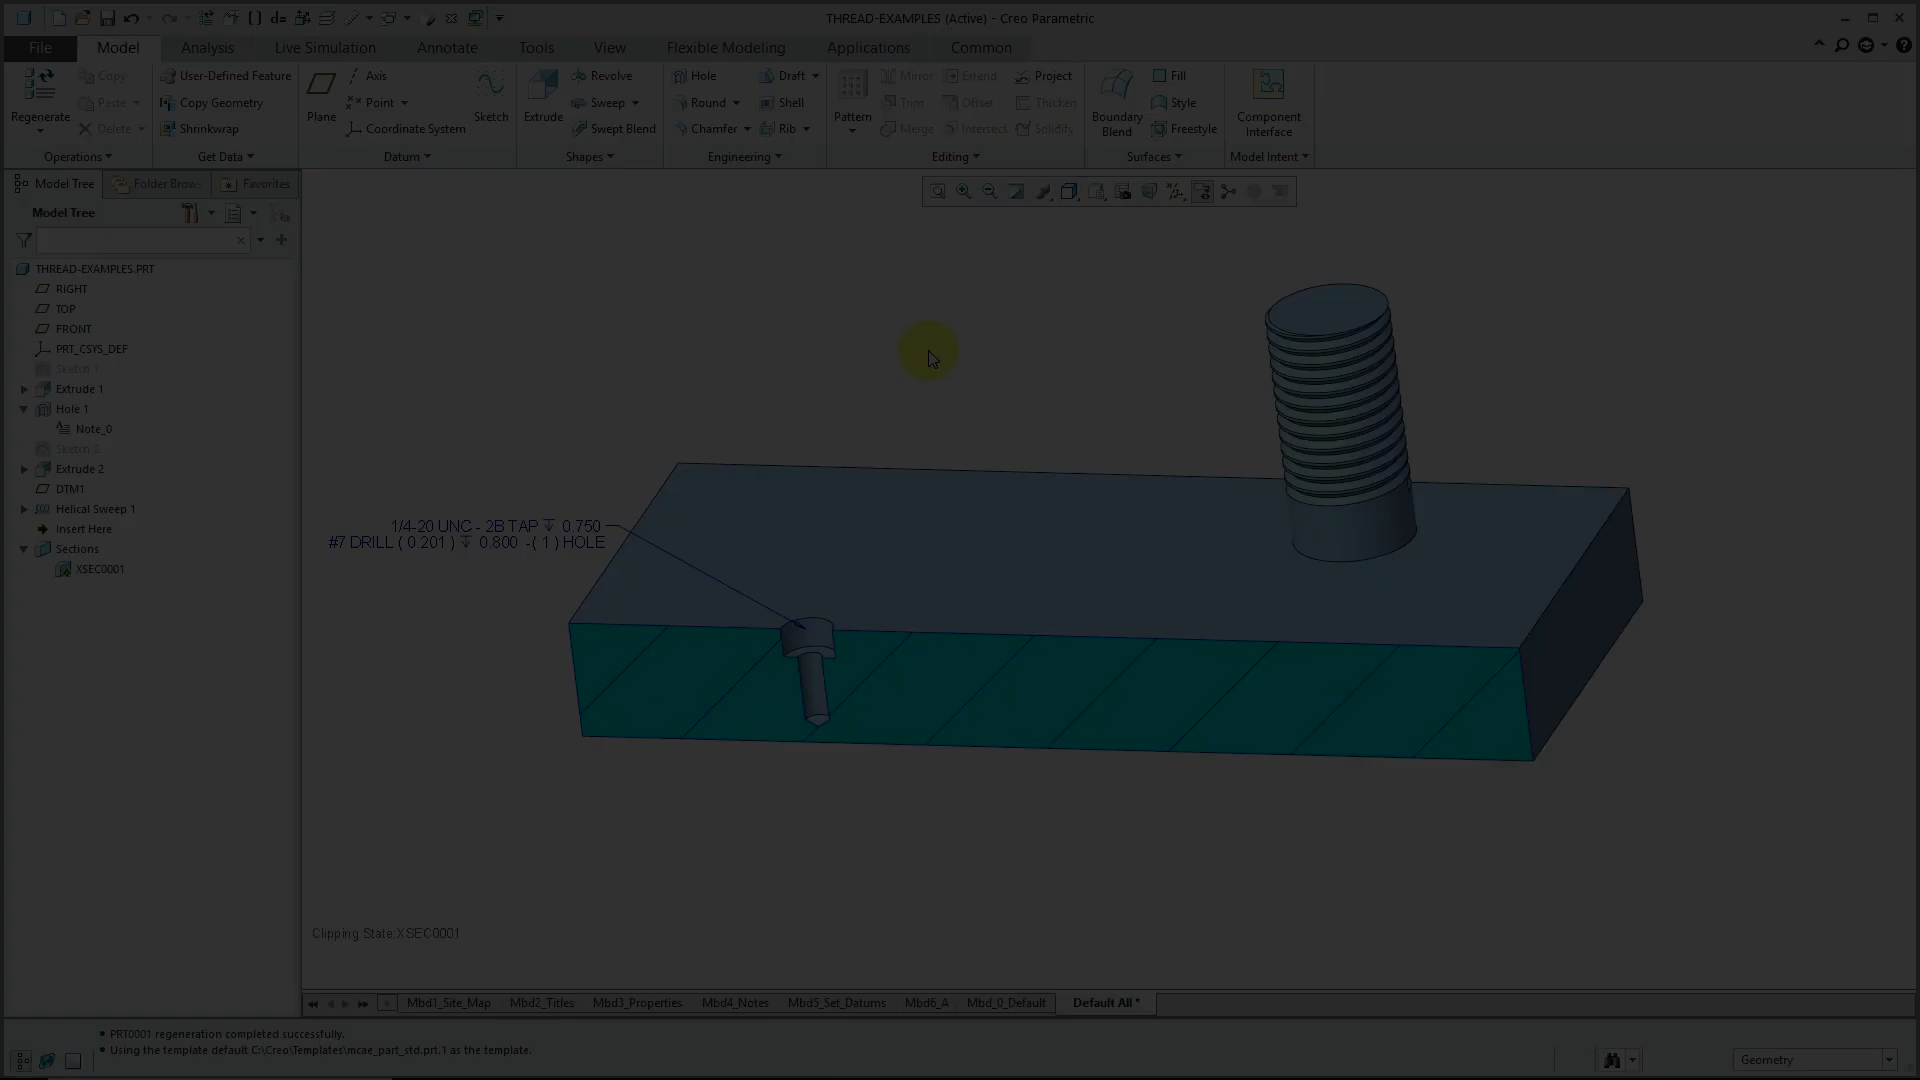 THREAD-EXAMPLES (Active) - Creo Parametric
File Model Analysis Live Simulation Annotate Tools View Flexible Modeling Applications Common
Regenerate
Copy
Paste
Delete
Operations
User-Defined Feature
Copy Geometry
Shrinkwrap
Get Data
Plane
Axis
Point
Coordinate System
Sketch
Datum
Extrude
Revolve
Sweep
Swept Blend
Shapes
Hole
Round
Chamfer
Draft
Shell
Rib
Engineering
Pattern
Mirror
Trim
Merge
Extend
Offset
Intersect
Project
Thicken
Solidify
Editing
Boundary
Blend
Fill
Style
Freestyle
Surfaces
Component
Interface
Model Intent
Model Tree
Folder Brows
Favorites
Model Tree
THREAD-EXAMPLES.PRT
RIGHT
TOP
FRONT
PRT_CSYS_DEF
Sketch 1
Extrude 1
Hole 1
Note_0
Sketch 2
Extrude 2
DTM1
Helical Sweep 1
Insert Here
Sections
XSEC0001
1/4-20 UNC - 2B TAP ↧ 0.750
#7 DRILL ( 0.201 ) ↧ 0.800 -( 1 ) HOLE
Clipping State:XSEC0001
Mbd1_Site_Map Mbd2_Titles Mbd3_Properties Mbd4_Notes Mbd5_Set_Datums Mbd6_A Mbd_0_Default Default All *
• PRT0001 regeneration completed successfully.
• Using the template default C:\Creo\Templates\mcae_part_std.prt.1 as the template.
Geometry